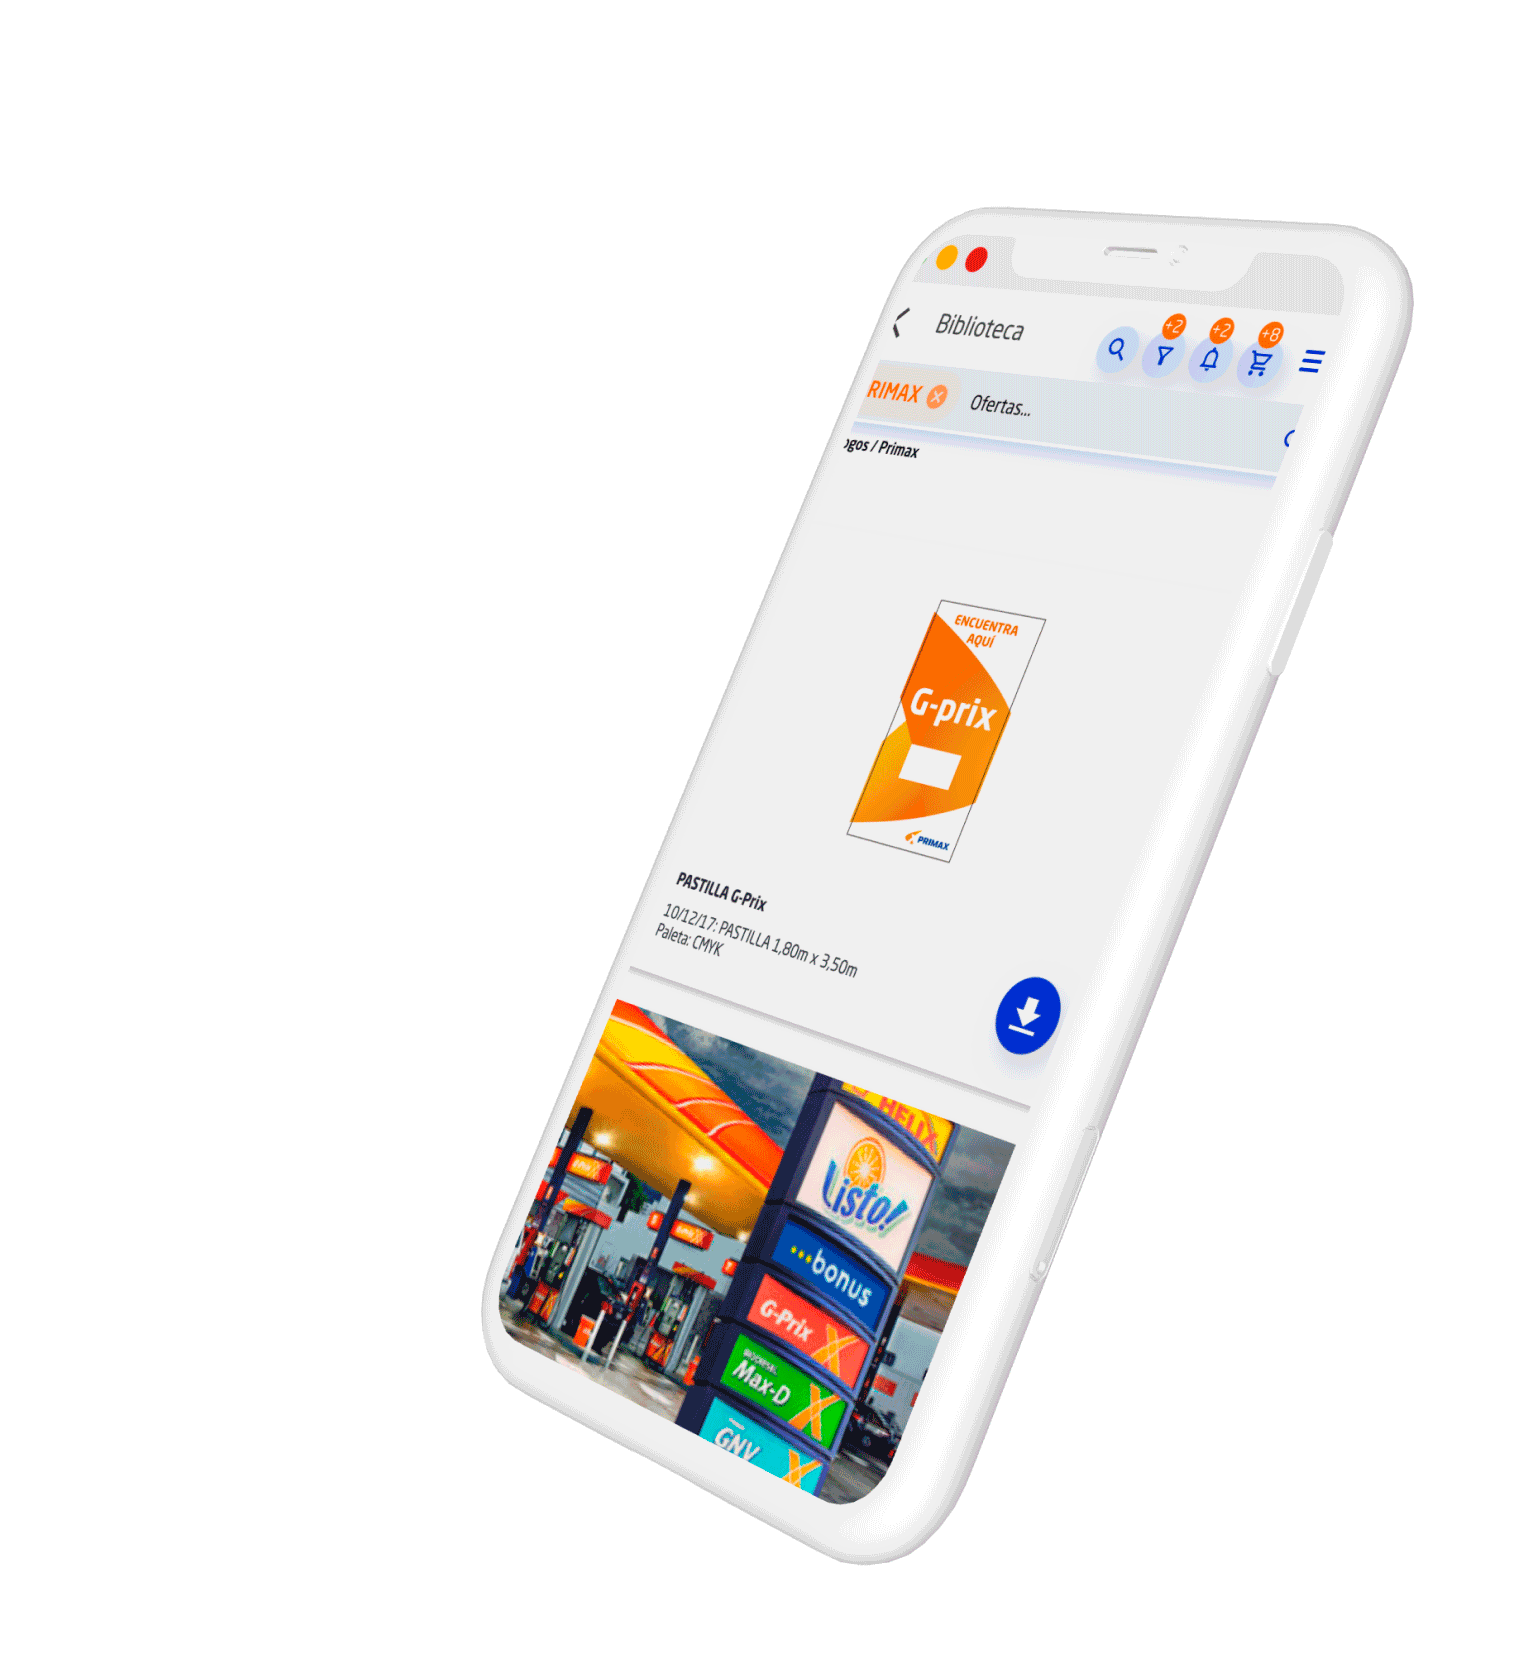 Biblioteca
+2
+2
+8
RIMAX
Ofertas...
ogos / Primax
ENCUENTRA
AQUÍ
G-prix
PRIMAX
PASTILLA G-Prix
10/12/17: PASTILLA 1,80m x 3,50m
Paleta: CMYK
HELIX
Listo!
bonus
G-Prix
Max-D
GNV